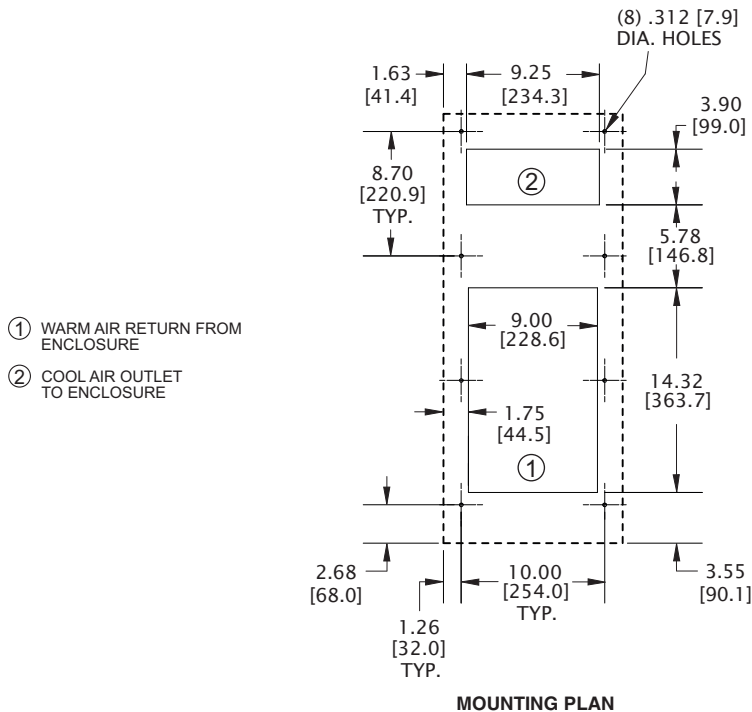 (8) .312 [7.9]
DIA. HOLES
1.63
[41.4]
9.25
[234.3]
3.90
[99.0]
8.70
[220.9]
TYP.
2
5.78
[146.8]
1 WARM AIR RETURN FROM
ENCLOSURE
2 COOL AIR OUTLET
TO ENCLOSURE
9.00
[228.6]
14.32
[363.7]
1.75
[44.5]
1
2.68
[68.0]
10.00
[254.0]
TYP.
3.55
[90.1]
1.26
[32.0]
TYP.
MOUNTING PLAN